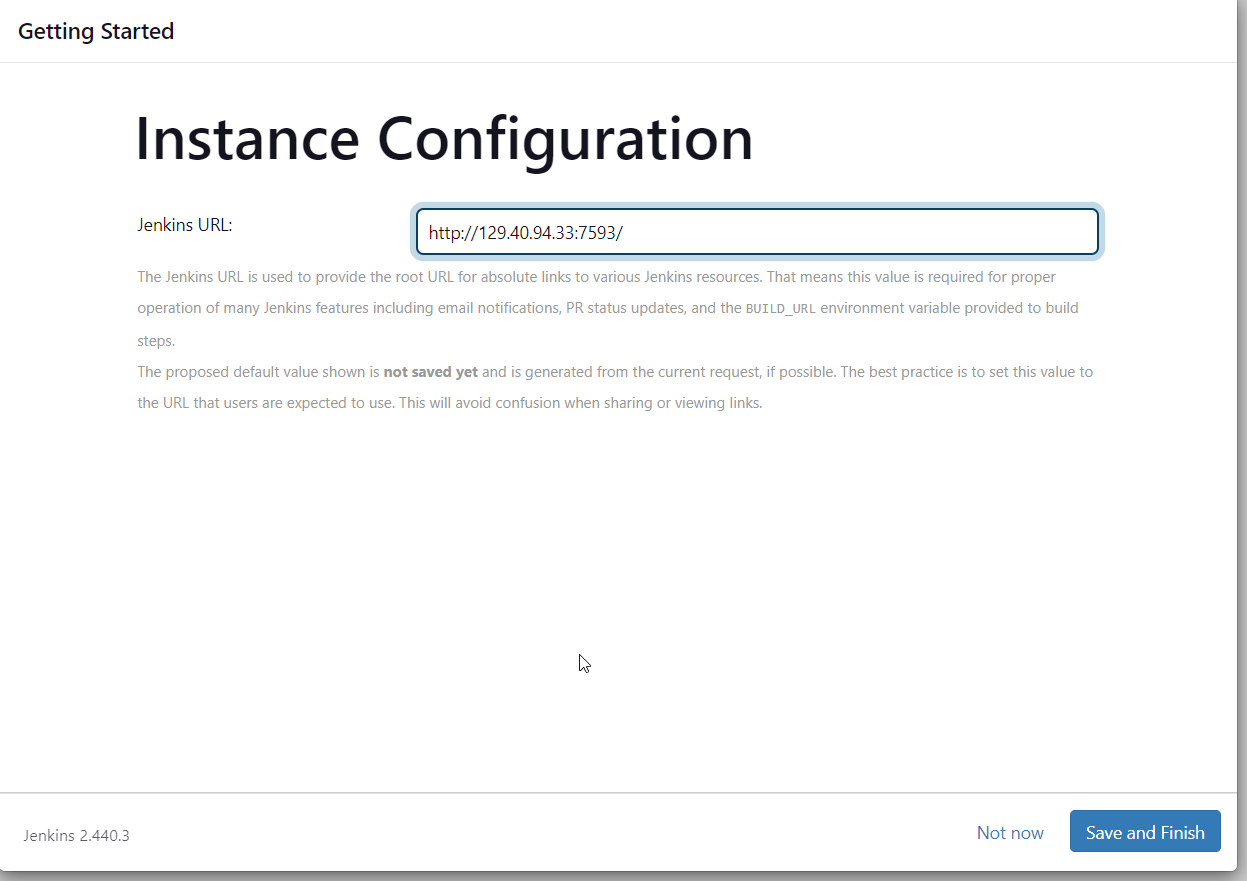 Getting Started
Instance Configuration
Jenkins URL:
http://129.40.94.33:7593/
The Jenkins URL is used to provide the root URL for absolute links to various Jenkins resources. That means this value is required for proper
operation of many Jenkins features including email notifications, PR status updates, and the BUILD_URL environment variable provided to build
steps.
The proposed default value shown is not saved yet and is generated from the current request, if possible. The best practice is to set this value to
the URL that users are expected to use. This will avoid confusion when sharing or viewing links.
Jenkins 2.440.3
Not now
Save and Finish